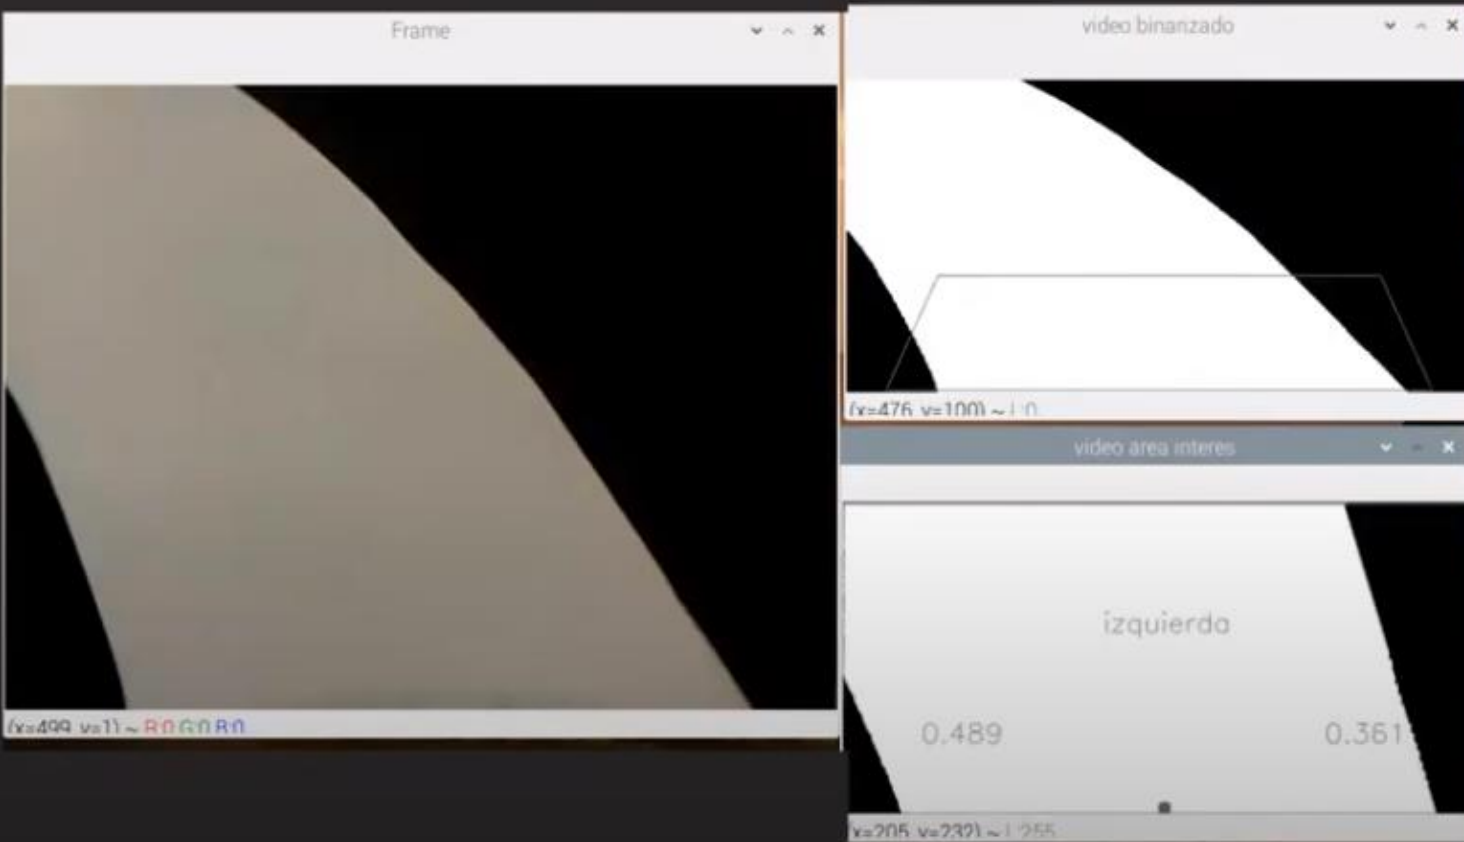 Frame
(x=499, y=1) ~ R:0 G:0 B:0
video binarizado
(x=476, y=100) ~ L:0
video area interes
izquierda
0.489 0.361
(x=205, y=232) ~ L:255